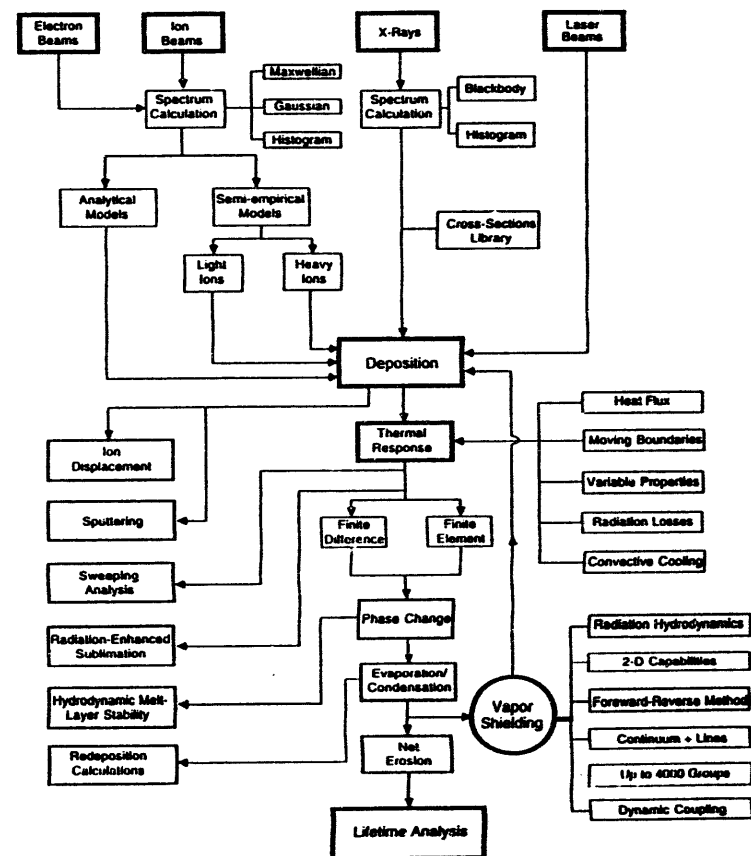 Electron
Beams
Ion
Beams
X-Rays
Laser
Beams
Spectrum
Calculation
Maxwellian
Gaussian
Histogram
Spectrum
Calculation
Blackbody
Histogram
Analytical
Models
Semi-empirical
Models
Cross-Sections
Library
Light
Ions
Heavy
Ions
Deposition
Ion
Displacement
Thermal
Response
Heat Flux
Moving Boundaries
Variable Properties
Radiation Losses
Convective Cooling
Sputtering
Finite
Difference
Finite
Element
Sweeping
Analysis
Phase Change
Radiation-Enhanced
Sublimation
Evaporation/
Condensation
Hydrodynamic Melt-
Layer Stability
Vapor
Shielding
Radiation Hydrodynamics
2-D Capabilities
Foreward-Reverse Method
Continuum + Lines
Up to 4000 Groups
Dynamic Coupling
Redeposition
Calculations
Net
Erosion
Lifetime Analysis